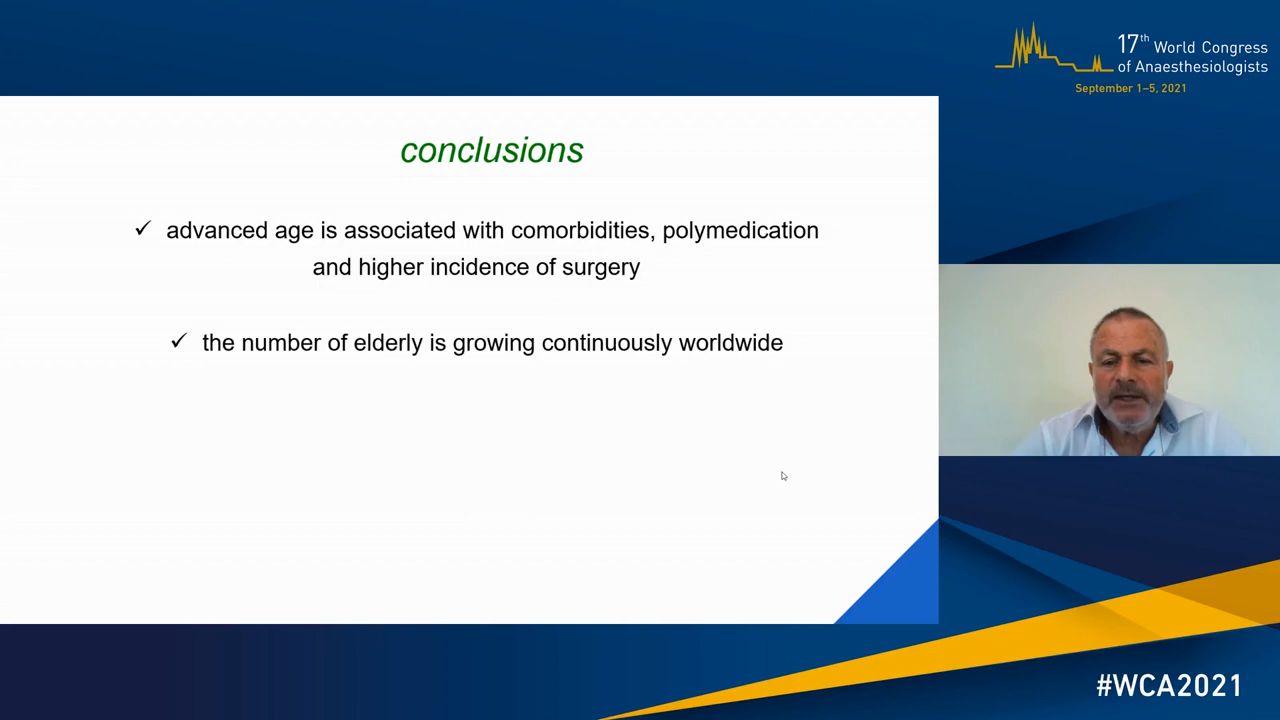 17th World Congress
of Anaesthesiologists
September 1–5, 2021
conclusions
✓ advanced age is associated with comorbidities, polymedication
and higher incidence of surgery
✓ the number of elderly is growing continuously worldwide
#WCA2021